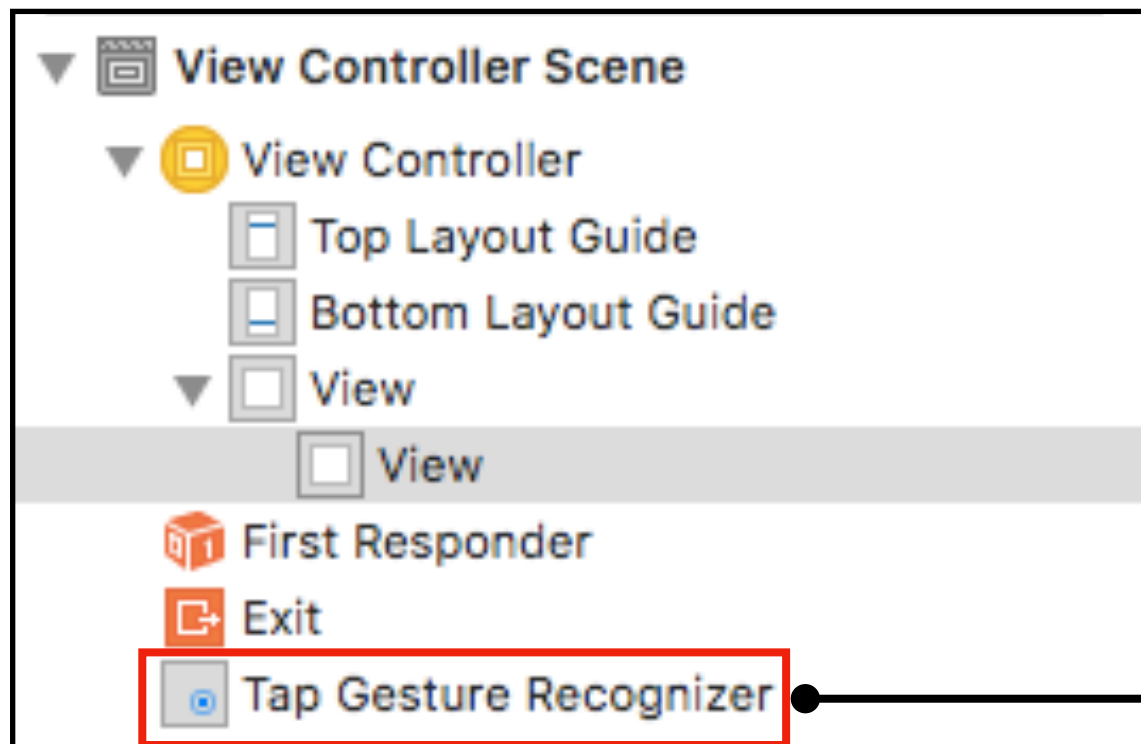 View Controller Scene
View Controller
Top Layout Guide
Bottom Layout Guide
View
View
First Responder
Exit
Tap Gesture Recognizer